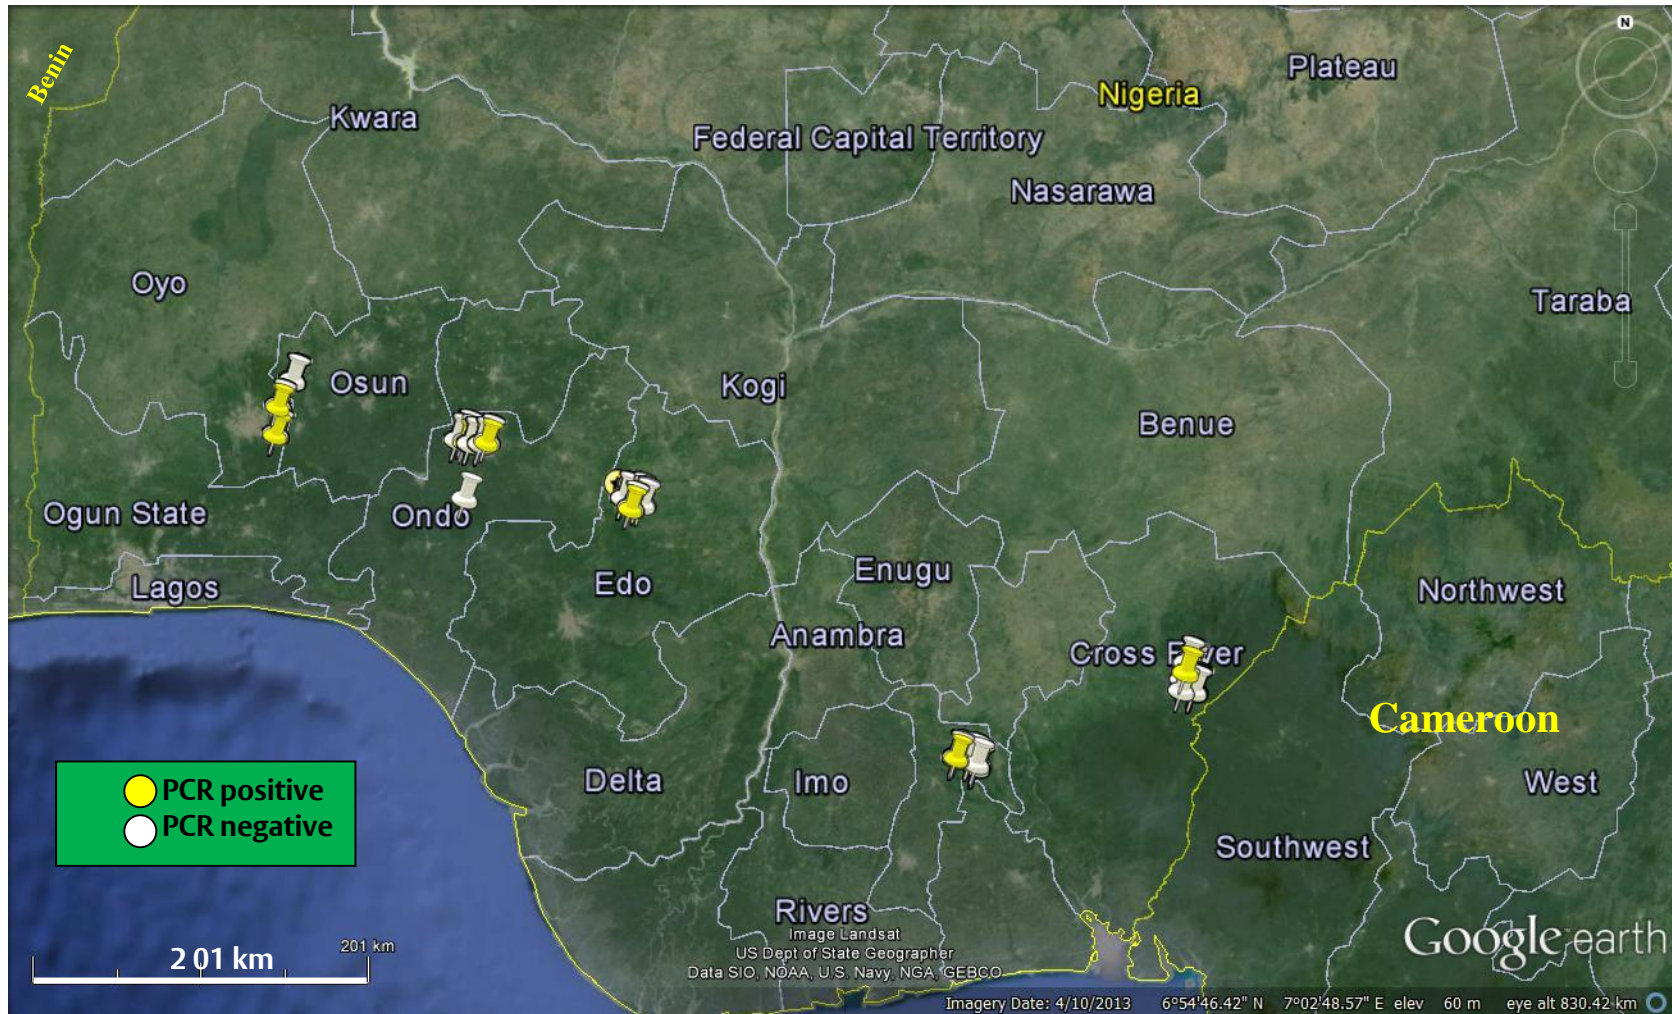 N
Benin
Plateau
Nigeria
Kwara
Federal Capital Territory
Nasarawa
Oyo
Taraba
Osun
Kogi
Benue
Ogun State
Ondo
Enugu
Lagos
Edo
Northwest
Anambra
Cross River
Cameroon
Delta
Imo
West
PCR positive
PCR negative
Southwest
Rivers
Image Landsat
US Dept of State Geographer
Data SIO, NOAA, U.S. Navy, NGA, GEBCO
Google earth
2 01 km
201 km
Imagery Date: 4/10/2013 6°54'46.42" N 7°02'48.57" E elev 60 m eye alt 830.42 km